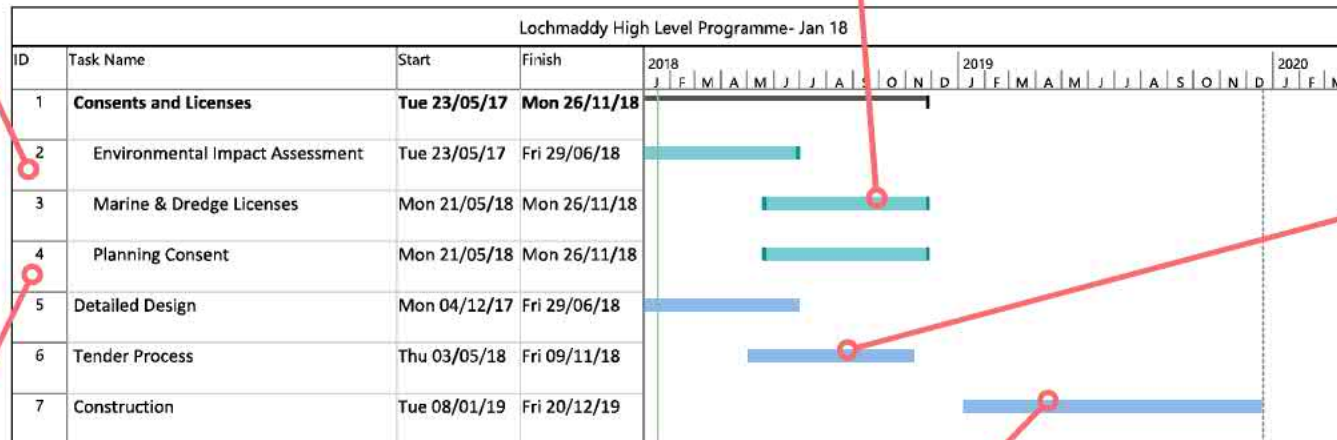 Lochmaddy High Level Programme- Jan 18
ID Task Name Start Finish 2018 2019 2020
J F M A M J J A S O N D J F M A M J J A S O N D J F M
1 Consents and Licenses Tue 23/05/17 Mon 26/11/18
2 Environmental Impact Assessment Tue 23/05/17 Fri 29/06/18
3 Marine & Dredge Licenses Mon 21/05/18 Mon 26/11/18
4 Planning Consent Mon 21/05/18 Mon 26/11/18
5 Detailed Design Mon 04/12/17 Fri 29/06/18
6 Tender Process Thu 03/05/18 Fri 09/11/18
7 Construction Tue 08/01/19 Fri 20/12/19